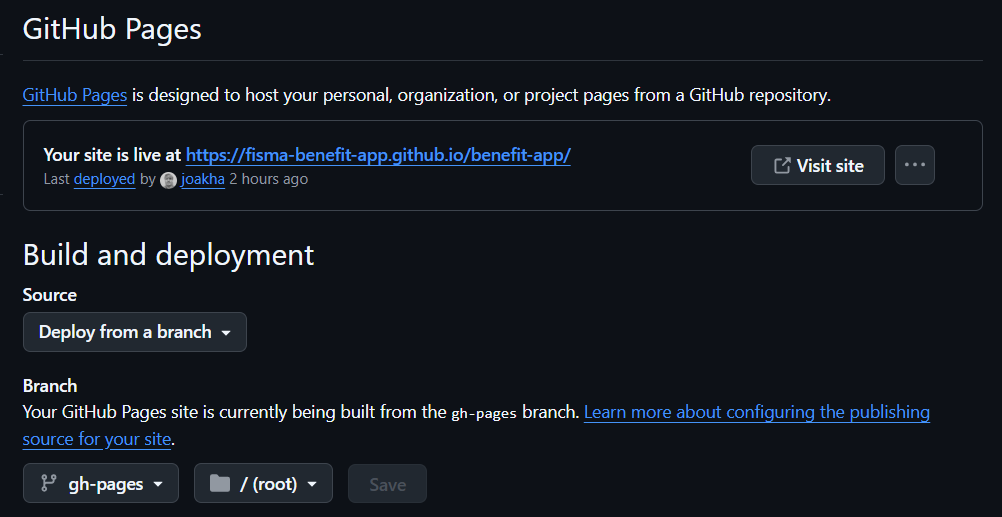 GitHub Pages
GitHub Pages is designed to host your personal, organization, or project pages from a GitHub repository.
Your site is live at https://fisma-benefit-app.github.io/benefit-app/
Last deployed by joakha 2 hours ago
Visit site
Build and deployment
Source
Deploy from a branch
Branch
Your GitHub Pages site is currently being built from the gh-pages branch. Learn more about configuring the publishing
source for your site.
gh-pages
/ (root)
Save